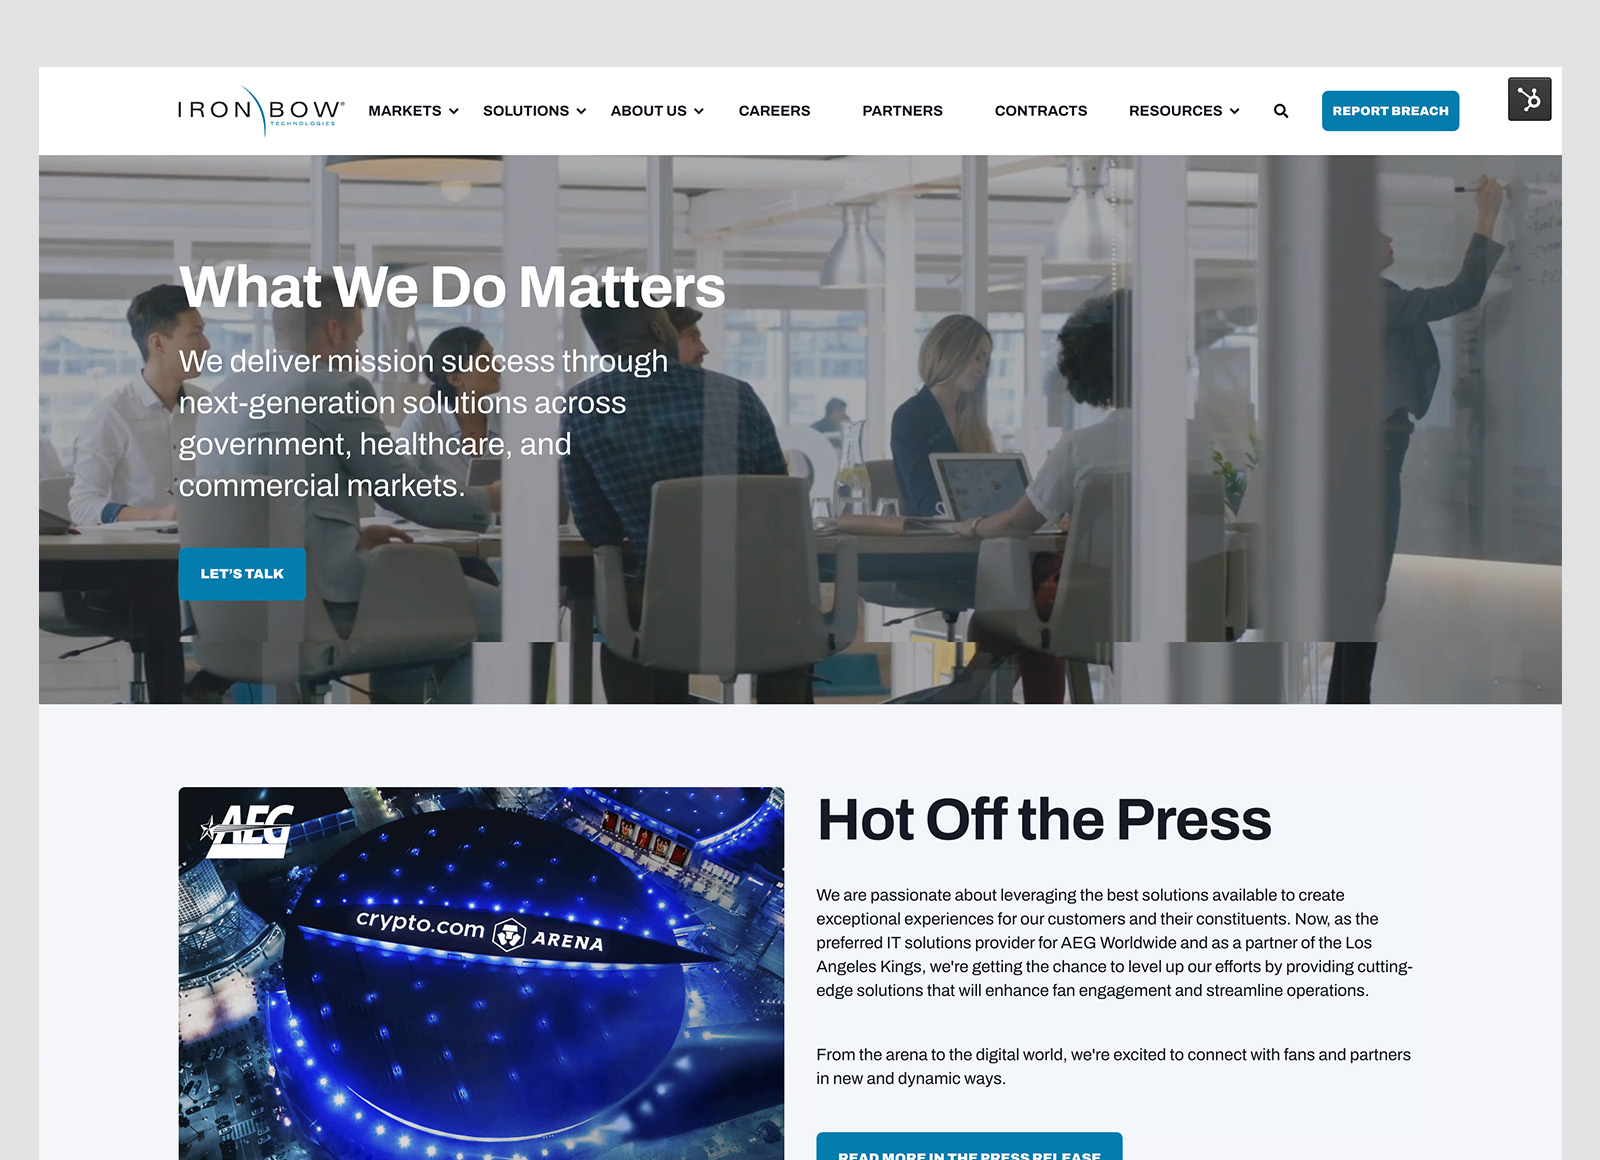 IRON BOW®
TECHNOLOGIES
MARKETS
SOLUTIONS
ABOUT US
CAREERS
PARTNERS
CONTRACTS
RESOURCES
REPORT BREACH
What We Do Matters
We deliver mission success through
next-generation solutions across
government, healthcare, and
commercial markets.
LET'S TALK
AEG
crypto.com ARENA
Hot Off the Press
We are passionate about leveraging the best solutions available to create
exceptional experiences for our customers and their constituents. Now, as the
preferred IT solutions provider for AEG Worldwide and as a partner of the Los
Angeles Kings, we're getting the chance to level up our efforts by providing cutting-
edge solutions that will enhance fan engagement and streamline operations.
From the arena to the digital world, we're excited to connect with fans and partners
in new and dynamic ways.
READ MORE IN THE PRESS RELEASE